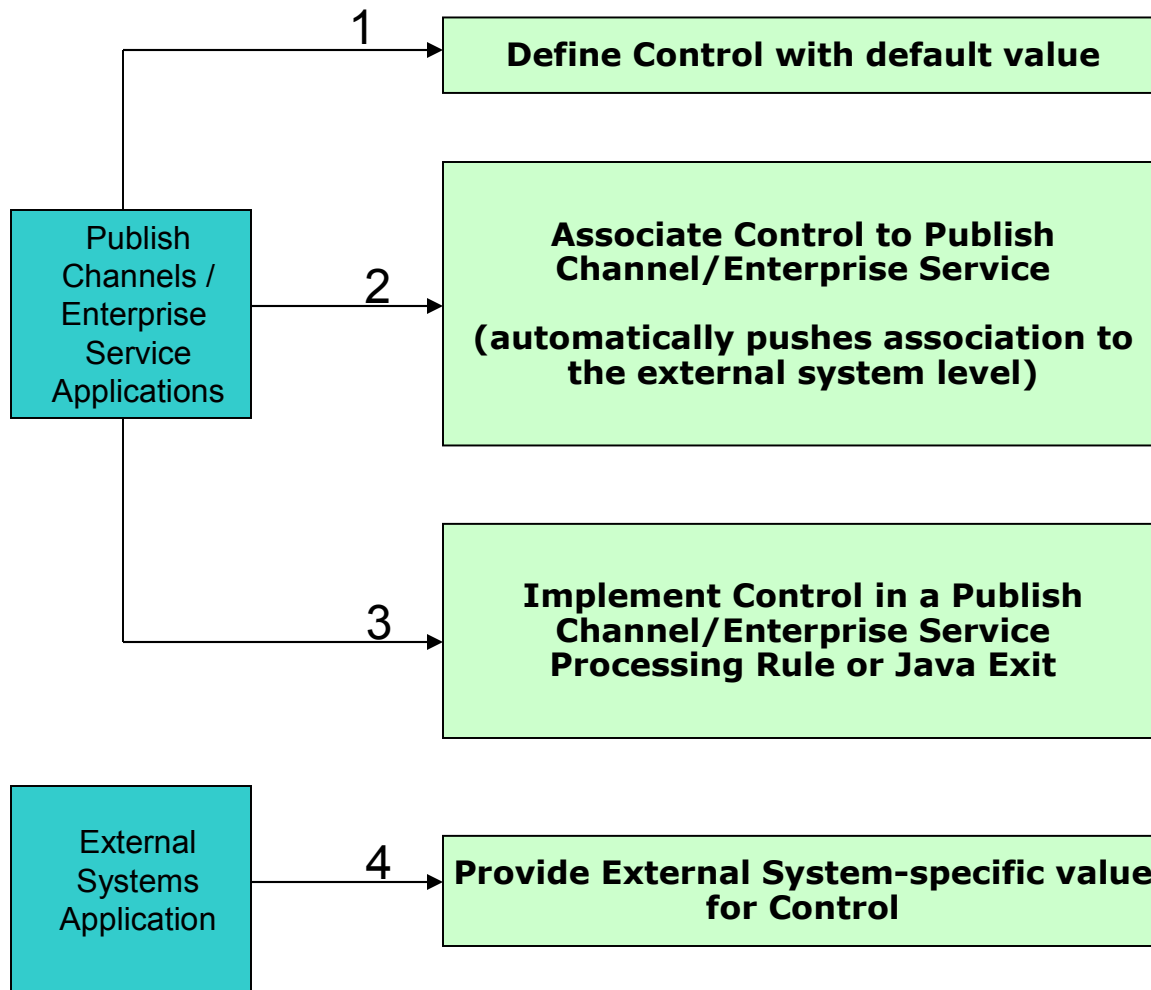 1
Define Control with default value
Publish
Channels /
Enterprise
Service
Applications
2
Associate Control to Publish
Channel/Enterprise Service
(automatically pushes association to
the external system level)
3
Implement Control in a Publish
Channel/Enterprise Service
Processing Rule or Java Exit
External
Systems
Application
4
Provide External System-specific value
for Control